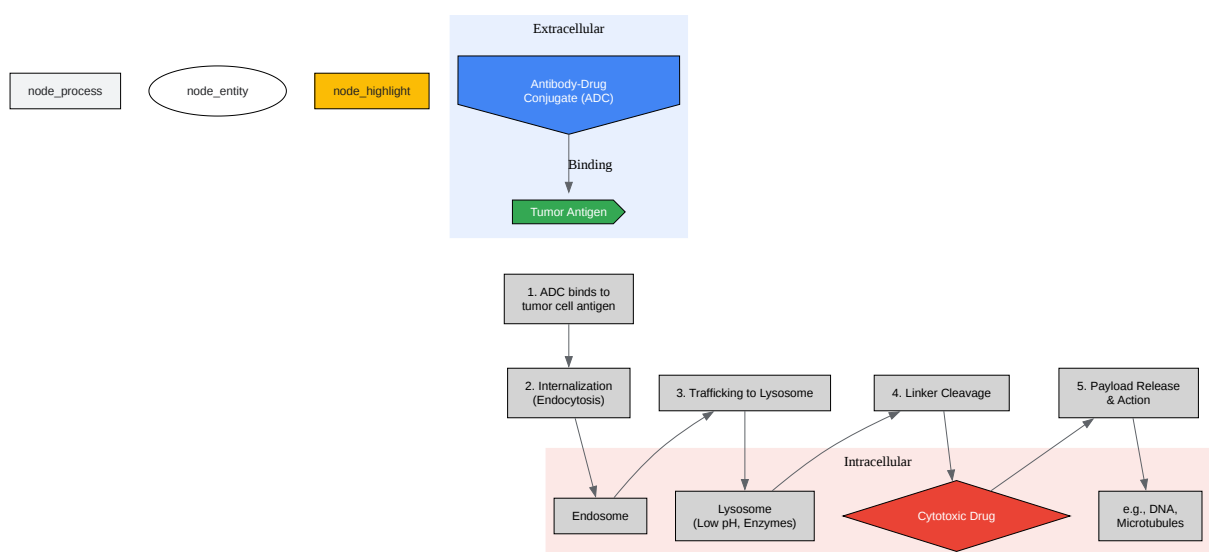 Extracellular
node_process
node_entity
node_highlight
Antibody-Drug
Conjugate (ADC)
Binding
Tumor Antigen
1. ADC binds to
tumor cell antigen
2. Internalization
(Endocytosis)
3. Trafficking to Lysosome
4. Linker Cleavage
5. Payload Release
& Action
Intracellular
Endosome
Lysosome
(Low pH, Enzymes)
Cytotoxic Drug
e.g., DNA,
Microtubules